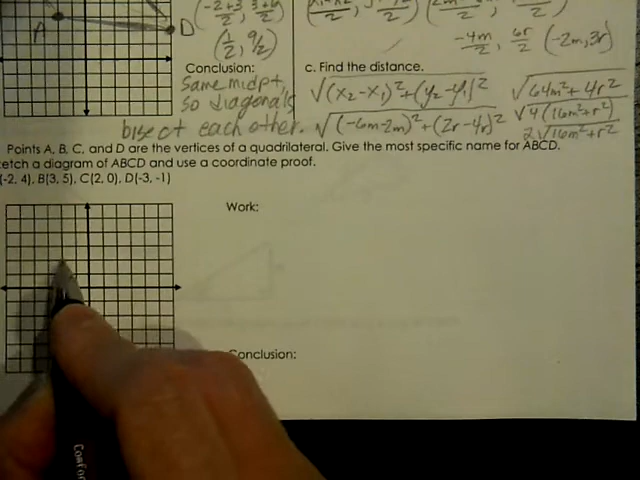 A
D
(-2+3/2, 3+6/2)
(1/2, 9/2)
-4m/2, 6r/2 (-2m, 3r)
Conclusion:
Same midpt,
so diagonals
bisect each other.
c. Find the distance.
√(x₂-x₁)²+(y₂-y₁)²
√(-6m-2m)²+(2r-4r)²
√64m²+4r²
√4(16m²+r²)
2√16m²+r²
Points A, B, C, and D are the vertices of a quadrilateral. Give the most specific name for ABCD.
etch a diagram of ABCD and use a coordinate proof.
(-2, 4), B(3, 5), C(2, 0), D(-3, -1)
Work:
Conclusion: